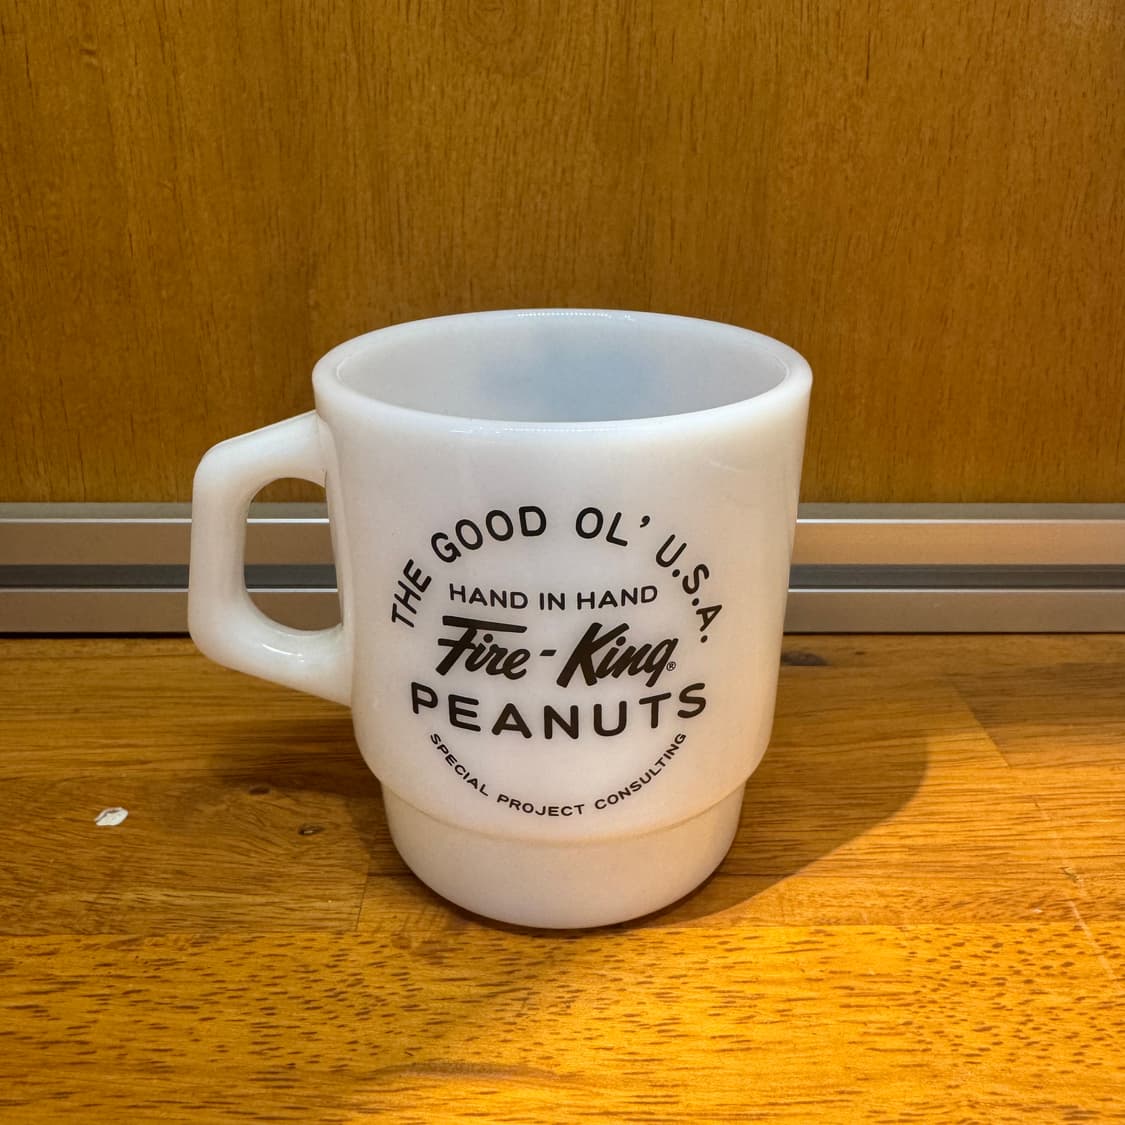 THE GOOD OL' U.S.A.
HAND IN HAND
Fire-King®
PEANUTS
SPECIAL PROJECT CONSULTING